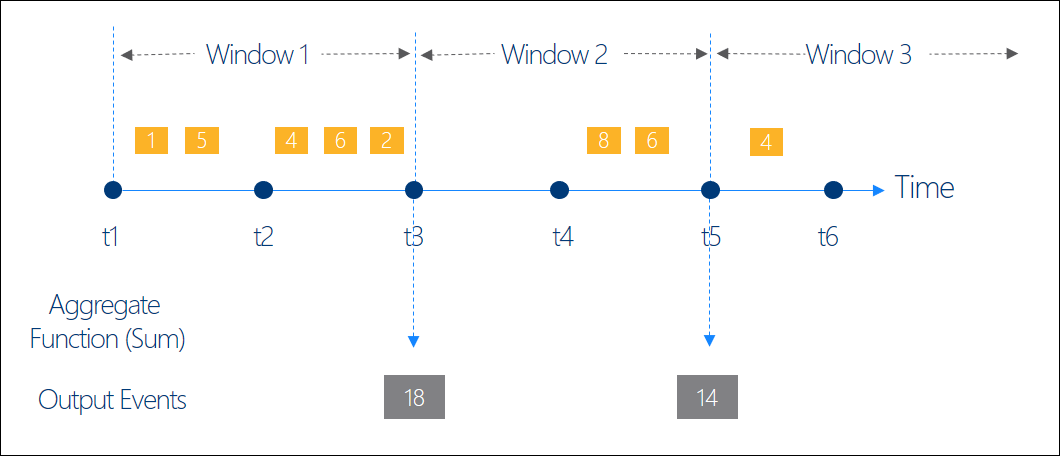 Window 1
Window 2
Window 3
1
5
4
6
2
8
6
4
Time
t1
t2
t3
t4
t5
t6
Aggregate
Function (Sum)
Output Events
18
14